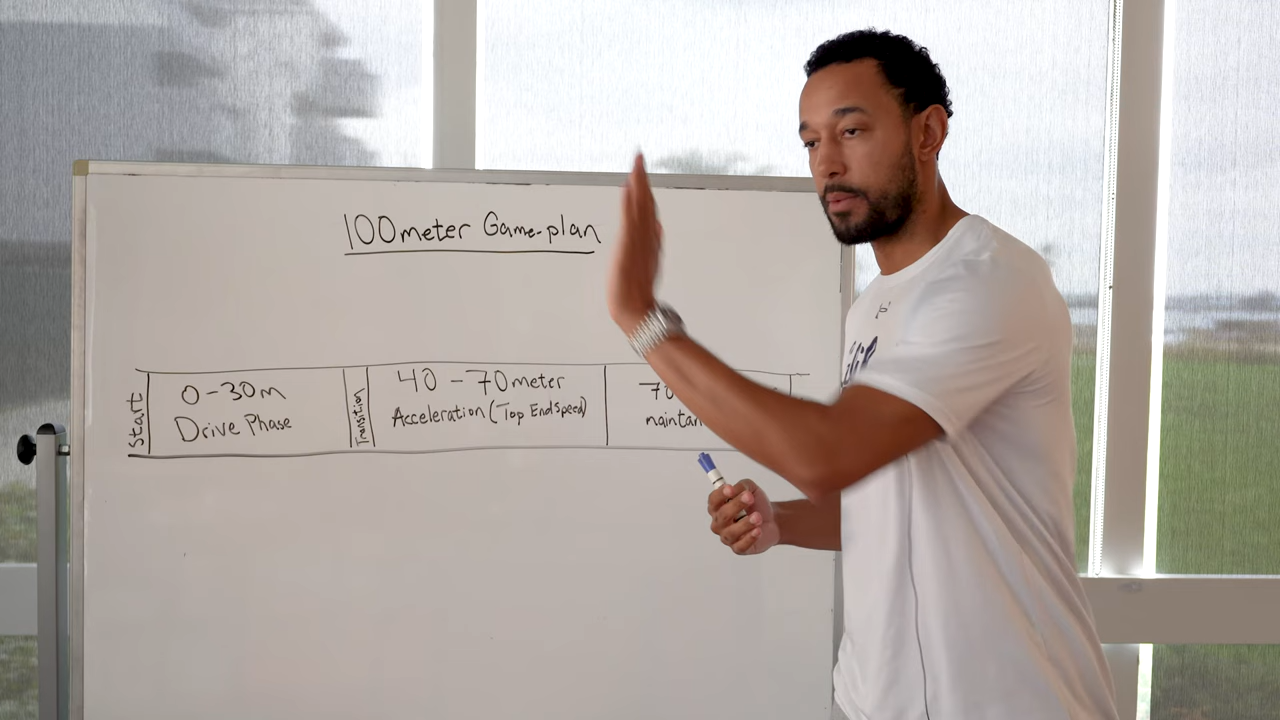 100meter Game-plan
Start
0-30m
Drive Phase
Transition
40 - 70meter
Acceleration (Top End Speed)
70